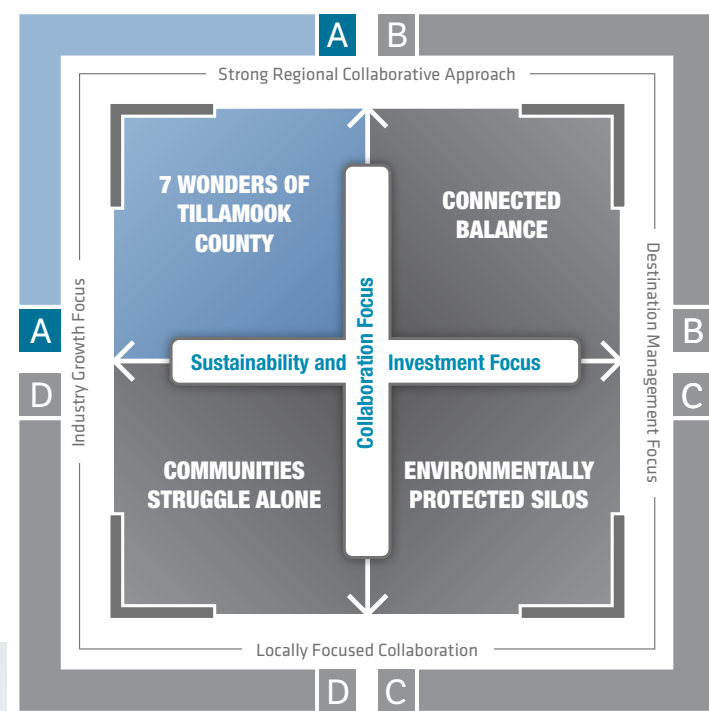 A B
Strong Regional Collaborative Approach
7 WONDERS OF
TILLAMOOK
COUNTY
CONNECTED
BALANCE
Industry Growth Focus
Destination Management Focus
A
B
Collaboration Focus
Sustainability and Investment Focus
D
C
COMMUNITIES
STRUGGLE ALONE
ENVIRONMENTALLY
PROTECTED SILOS
Locally Focused Collaboration
D C